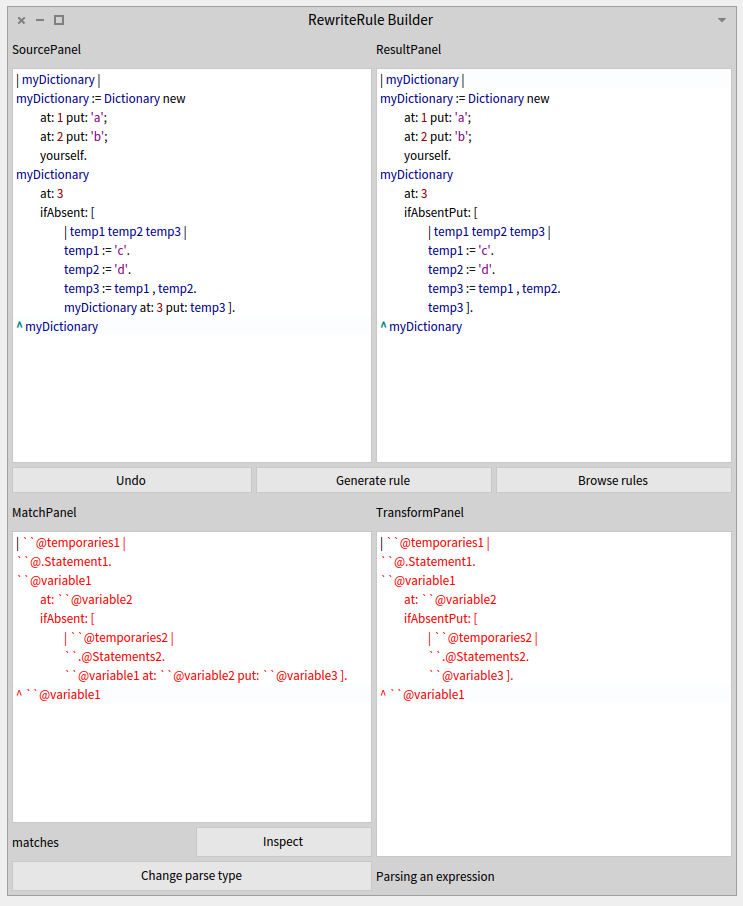 RewriteRule Builder
SourcePanel
| myDictionary |
myDictionary := Dictionary new
at: 1 put: 'a';
at: 2 put: 'b';
yourself.
myDictionary
at: 3
ifAbsent: [
| temp1 temp2 temp3 |
temp1 := 'c'.
temp2 := 'd'.
temp3 := temp1 , temp2.
myDictionary at: 3 put: temp3 ].
^ myDictionary
ResultPanel
| myDictionary |
myDictionary := Dictionary new
at: 1 put: 'a';
at: 2 put: 'b';
yourself.
myDictionary
at: 3
ifAbsentPut: [
| temp1 temp2 temp3 |
temp1 := 'c'.
temp2 := 'd'.
temp3 := temp1 , temp2.
temp3 ].
^ myDictionary
Undo
Generate rule
Browse rules
MatchPanel
| ``@temporaries1 |
``@.Statement1.
``@variable1
at: ``@variable2
ifAbsent: [
| ``@temporaries2 |
``.@Statements2.
``@variable1 at: ``@variable2 put: ``@variable3 ].
^ ``@variable1
TransformPanel
| ``@temporaries1 |
``@.Statement1.
``@variable1
at: ``@variable2
ifAbsentPut: [
| ``@temporaries2 |
``.@Statements2.
``@variable3 ].
^ ``@variable1
matches
Inspect
Change parse type
Parsing an expression